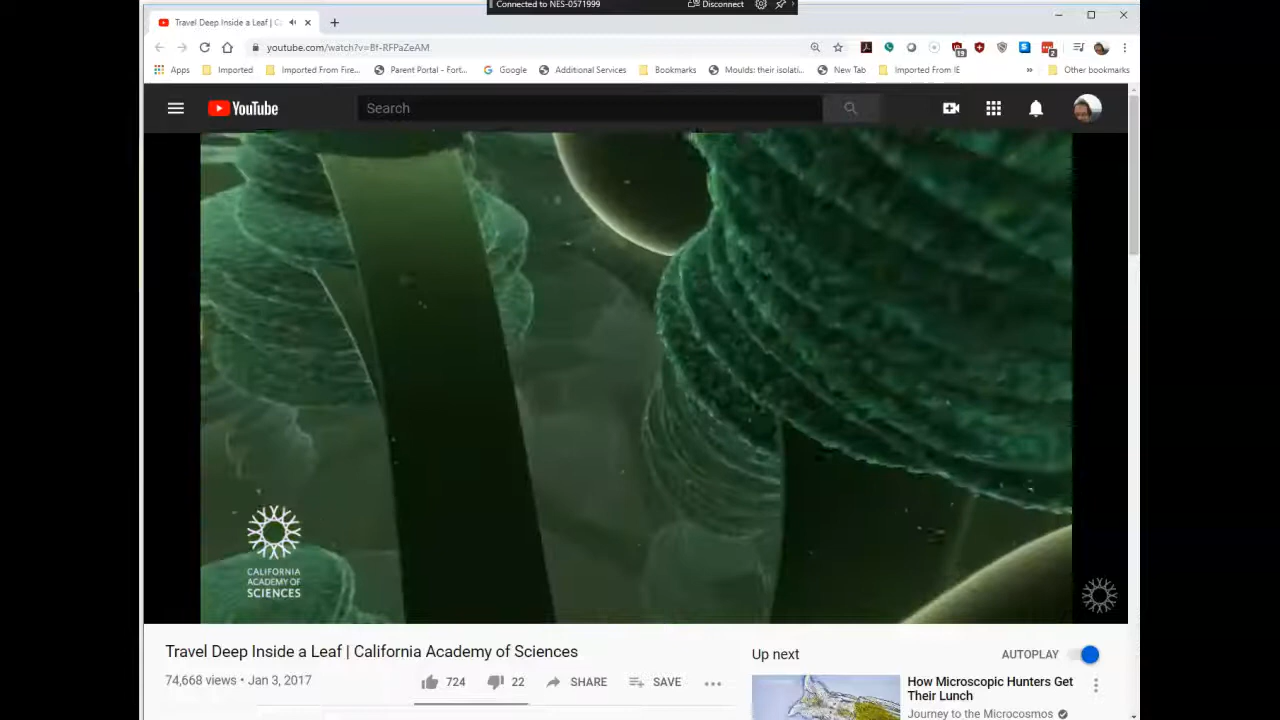 Connected to NES-0571999
Disconnect
Travel Deep Inside a Leaf | Ca
youtube.com/watch?v=Bf-RFPaZeAM
19
2
Apps
Imported
Imported From Fire...
Parent Portal - Fort...
Google
Additional Services
Bookmarks
Moulds: their isolati...
New Tab
Imported From IE
»
Other bookmarks
YouTube
Search
CALIFORNIA
ACADEMY OF
SCIENCES
Travel Deep Inside a Leaf | California Academy of Sciences
74,668 views • Jan 3, 2017
724
22
SHARE
SAVE
Up next
AUTOPLAY
How Microscopic Hunters Get
Their Lunch
Journey to the Microcosmos